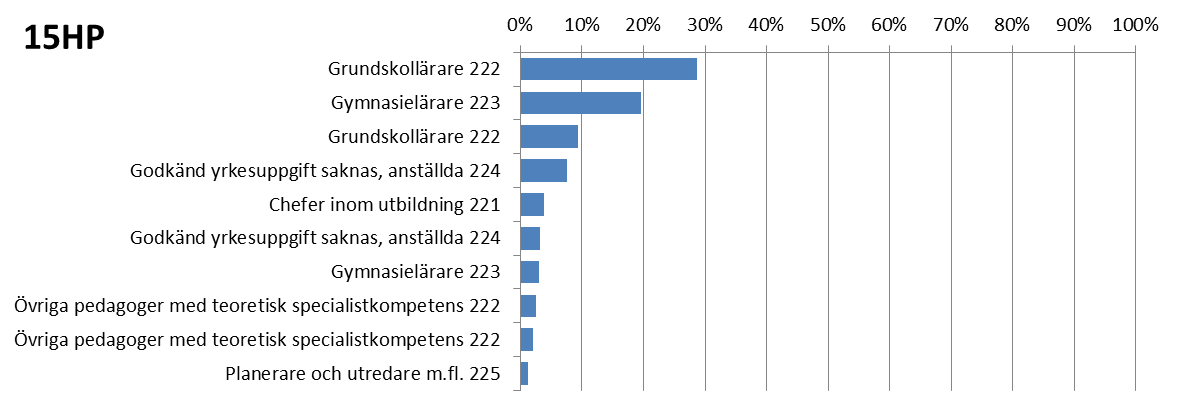 0% 10% 20% 30% 40% 50% 60% 70% 80% 90% 100%
15HP
Grundskollärare 222
Gymnasielärare 223
Grundskollärare 222
Godkänd yrkesuppgift saknas, anställda 224
Chefer inom utbildning 221
Godkänd yrkesuppgift saknas, anställda 224
Gymnasielärare 223
Övriga pedagoger med teoretisk specialistkompetens 222
Övriga pedagoger med teoretisk specialistkompetens 222
Planerare och utredare m.fl. 225